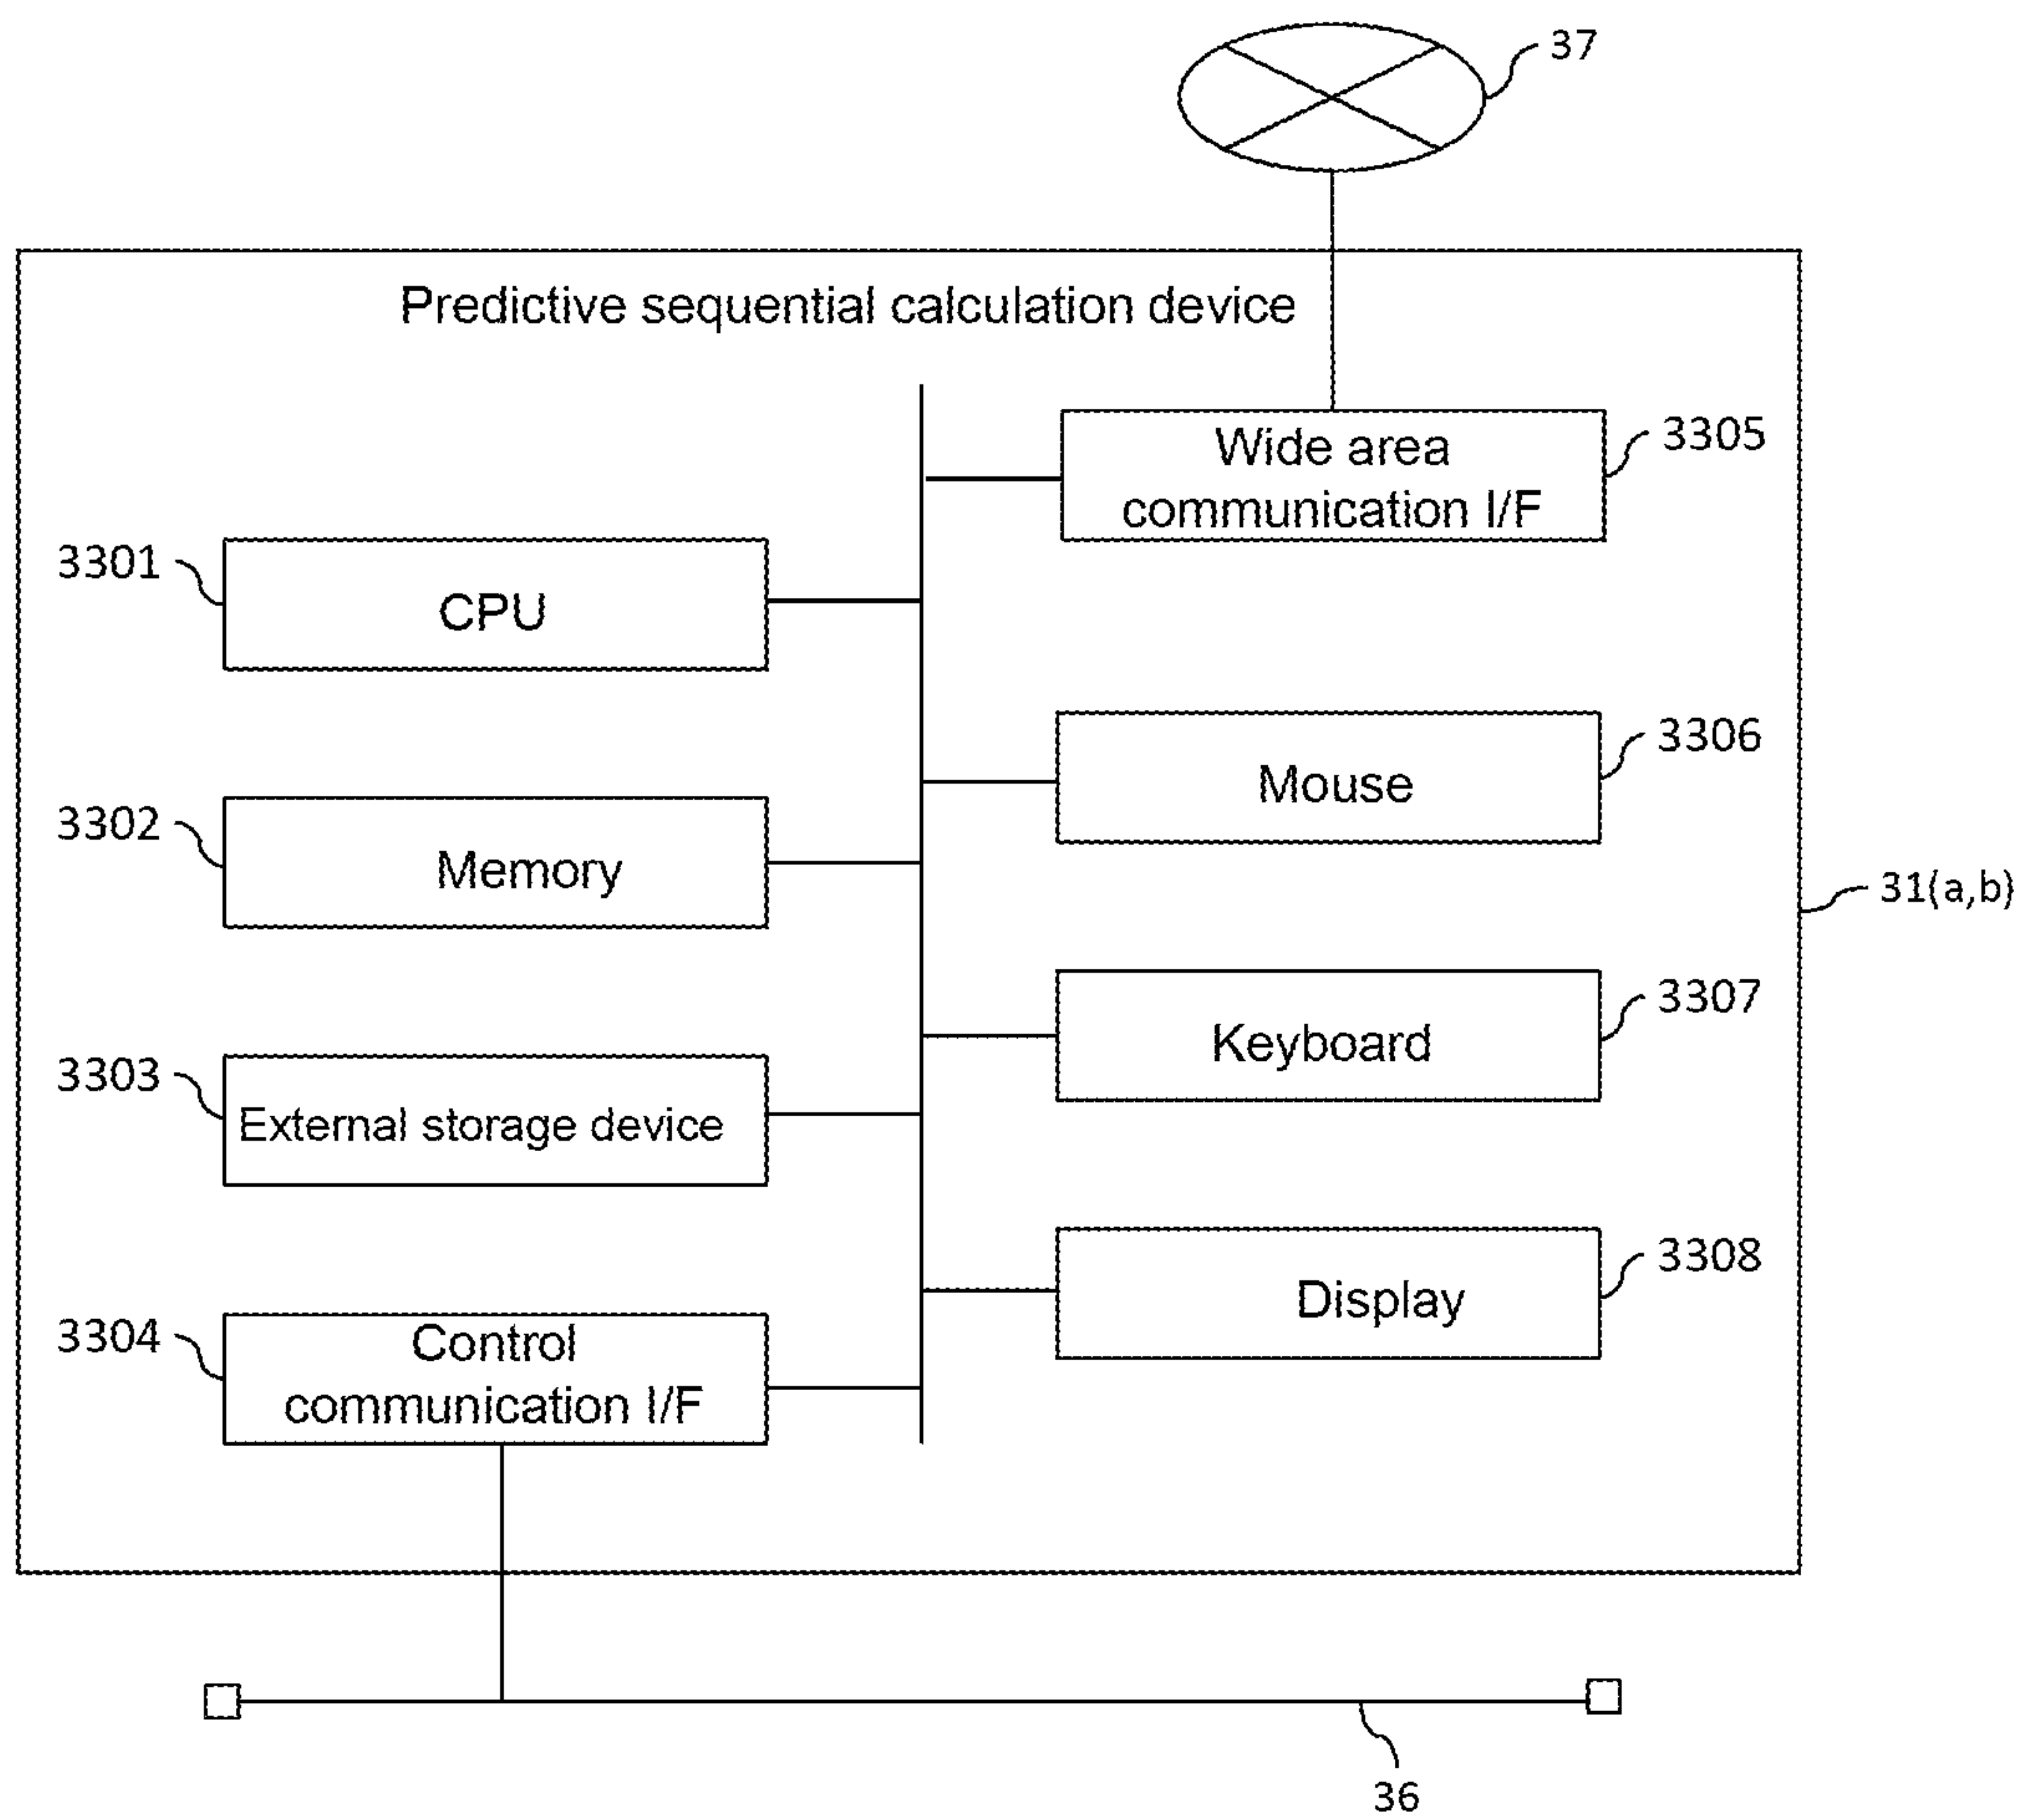 37
Predictive sequential calculation device
Wide area
communication I/F
3305
3301
CPU
Mouse
3306
3302
Memory
31(a,b)
Keyboard
3307
3303
External storage device
Display
3308
3304
Control
communication I/F
36